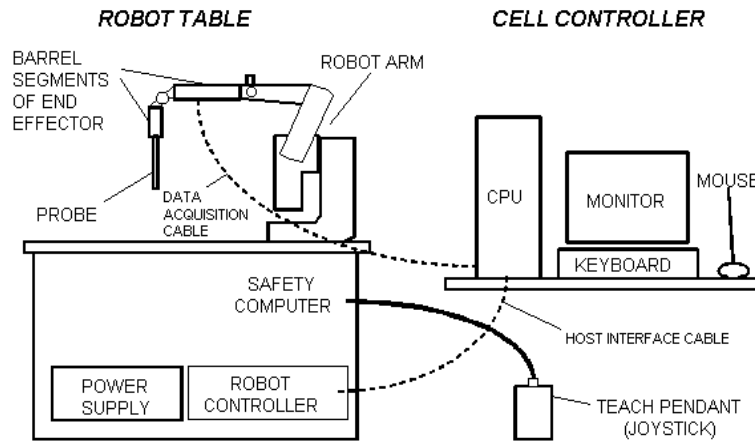 ROBOT TABLE
CELL CONTROLLER
BARREL
SEGMENTS
OF END
EFFECTOR
ROBOT ARM
PROBE
DATA
ACQUISITION
CABLE
CPU
MONITOR
MOUSE
KEYBOARD
SAFETY
COMPUTER
HOST INTERFACE CABLE
POWER
SUPPLY
ROBOT
CONTROLLER
TEACH PENDANT
(JOYSTICK)